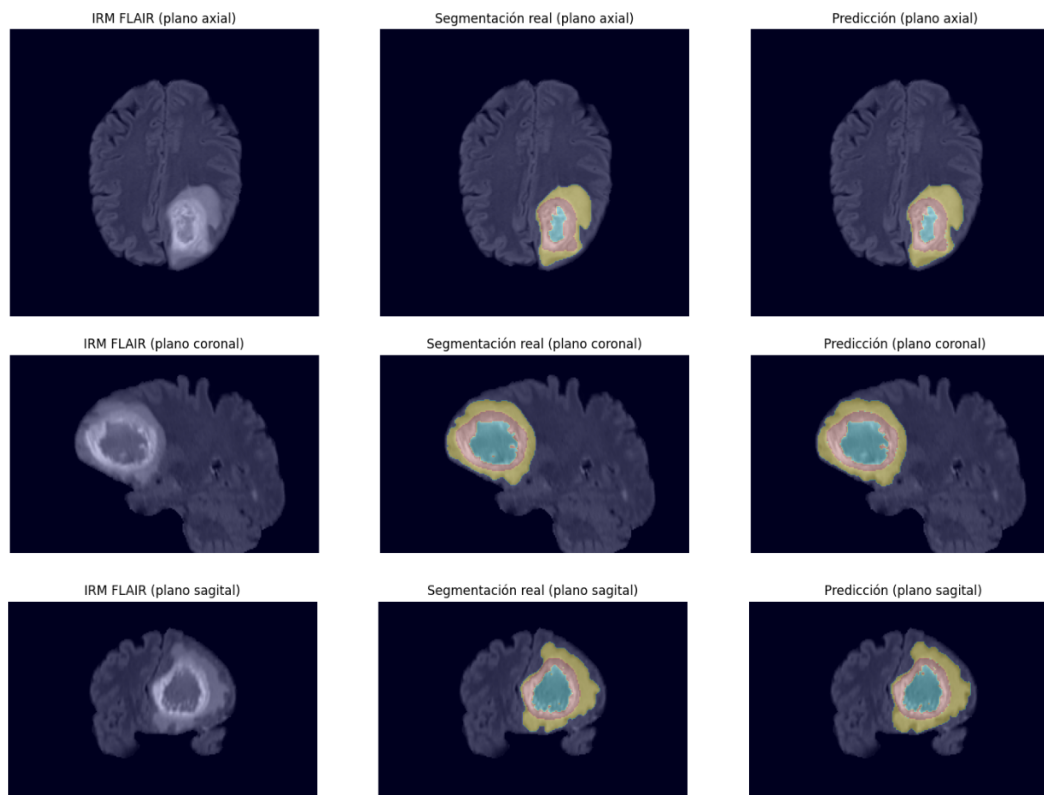 IRM FLAIR (plano axial)
Segmentación real (plano axial)
Predicción (plano axial)
IRM FLAIR (plano coronal)
Segmentación real (plano coronal)
Predicción (plano coronal)
IRM FLAIR (plano sagital)
Segmentación real (plano sagital)
Predicción (plano sagital)